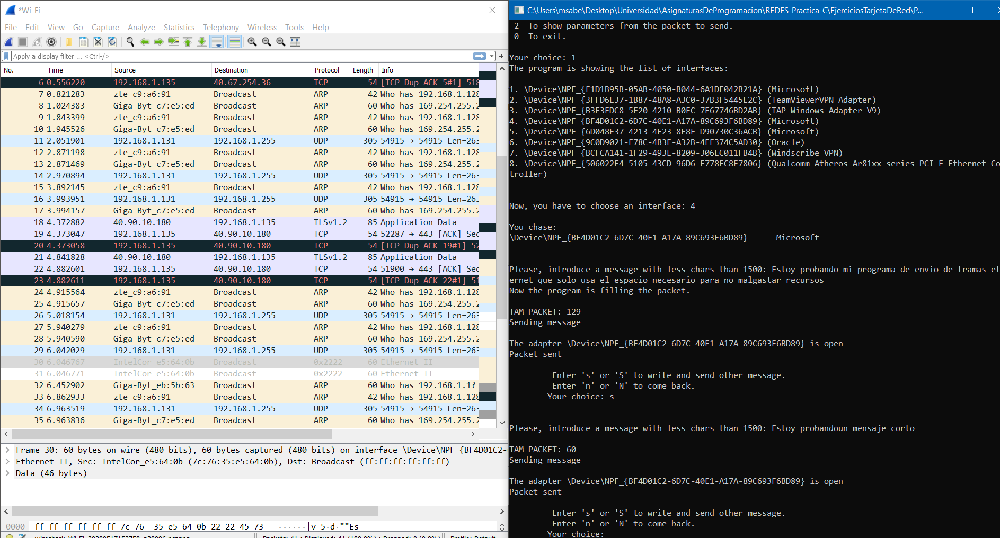 *Wi-Fi
File Edit View Go Capture Analyze Statistics Telephony Wireless Tools Help
Apply a display filter ... <Ctrl-/>
No. Time Source Destination Protocol Length Info
6 0.556220 192.168.1.135 40.67.254.36 TCP 54 [TCP Dup ACK 5#1] 518
7 0.821283 zte_c9:a6:91 Broadcast ARP 42 Who has 192.168.1.128
8 1.024383 Giga-Byt_c7:e5:ed Broadcast ARP 60 Who has 169.254.255.2
9 1.843399 zte_c9:a6:91 Broadcast ARP 42 Who has 192.168.1.128
10 1.945526 Giga-Byt_c7:e5:ed Broadcast ARP 60 Who has 169.254.255.2
11 2.051901 192.168.1.131 192.168.1.255 UDP 305 54915 → 54915 Len=263
12 2.871198 zte_c9:a6:91 Broadcast ARP 42 Who has 192.168.1.128
13 2.871469 Giga-Byt_c7:e5:ed Broadcast ARP 60 Who has 169.254.255.2
14 2.970894 192.168.1.131 192.168.1.255 UDP 305 54915 → 54915 Len=263
15 3.892145 zte_c9:a6:91 Broadcast ARP 42 Who has 192.168.1.128
16 3.993951 192.168.1.131 192.168.1.255 UDP 305 54915 → 54915 Len=263
17 3.994157 Giga-Byt_c7:e5:ed Broadcast ARP 60 Who has 169.254.255.2
18 4.372882 40.90.10.180 192.168.1.135 TLSv1.2 85 Application Data
19 4.373047 192.168.1.135 40.90.10.180 TCP 54 52287 → 443 [ACK] Sec
20 4.373058 192.168.1.135 40.90.10.180 TCP 54 [TCP Dup ACK 19#1] 52
21 4.841828 40.90.10.180 192.168.1.135 TLSv1.2 85 Application Data
22 4.882601 192.168.1.135 40.90.10.180 TCP 54 51900 → 443 [ACK] Sec
23 4.882611 192.168.1.135 40.90.10.180 TCP 54 [TCP Dup ACK 22#1] 51
24 4.915564 zte_c9:a6:91 Broadcast ARP 42 Who has 192.168.1.128
25 4.915657 Giga-Byt_c7:e5:ed Broadcast ARP 60 Who has 169.254.255.2
26 5.018154 192.168.1.131 192.168.1.255 UDP 305 54915 → 54915 Len=263
27 5.940279 zte_c9:a6:91 Broadcast ARP 42 Who has 192.168.1.128
28 5.940590 Giga-Byt_c7:e5:ed Broadcast ARP 60 Who has 169.254.255.2
29 6.042029 192.168.1.131 192.168.1.255 UDP 305 54915 → 54915 Len=263
30 6.046767 IntelCor_e5:64:0b Broadcast 0x2222 60 Ethernet II
31 6.046771 IntelCor_e5:64:0b Broadcast 0x2222 60 Ethernet II
32 6.452902 Giga-Byt_eb:5b:63 Broadcast ARP 60 Who has 192.168.1.1?
33 6.862933 zte_c9:a6:91 Broadcast ARP 42 Who has 192.168.1.128
34 6.963519 192.168.1.131 192.168.1.255 UDP 305 54915 → 54915 Len=263
35 6.963836 Giga-Byt_c7:e5:ed Broadcast ARP 60 Who has 169.254.255.2
Frame 30: 60 bytes on wire (480 bits), 60 bytes captured (480 bits) on interface \Device\NPF_{BF4D01C2-
Ethernet II, Src: IntelCor_e5:64:0b (7c:76:35:e5:64:0b), Dst: Broadcast (ff:ff:ff:ff:ff:ff)
Data (46 bytes)
0000 ff ff ff ff ff ff 7c 76 35 e5 64 0b 22 22 45 73 ······|v 5·d·""Es
C:\Users\msabe\Desktop\Universidad\AsignaturasDeProgramacion\REDES_Practica_C\EjerciciosTarjetaDeRed\P...
-2- To show parameters from the packet to send.
-0- To exit.
Your choice: 1
The program is showing the list of interfaces:
1. \Device\NPF_{F1D1B95B-05AB-4050-B044-6A1DE042B21A} (Microsoft)
2. \Device\NPF_{3FFD6E37-1B87-48A8-A3C0-37B3F5445E2C} (TeamViewerVPN Adapter)
3. \Device\NPF_{B3E3FDC8-5E20-4210-B0FC-7E67746BD2AB} (TAP-Windows Adapter V9)
4. \Device\NPF_{BF4D01C2-6D7C-40E1-A17A-89C693F6BD89} (Microsoft)
5. \Device\NPF_{6D048F37-4213-4F23-8E8E-D90730C36ACB} (Microsoft)
6. \Device\NPF_{9C0D9021-E78C-4B3F-A32B-4FF374C5AD30} (Oracle)
7. \Device\NPF_{BCFCA141-1F29-493E-8209-306EC011FB4B} (Windscribe VPN)
8. \Device\NPF_{506022E4-5105-43CD-96D6-F778EC8F7806} (Qualcomm Atheros Ar81xx series PCI-E Ethernet Co
troller)
Now, you have to choose an interface: 4
You chase:
\Device\NPF_{BF4D01C2-6D7C-40E1-A17A-89C693F6BD89} Microsoft
Please, introduce a message with less chars than 1500: Estoy probando mi programa de envio de tramas et
ernet que solo usa el espacio necesario para no malgastar recursos
Now the program is filling the packet.
TAM PACKET: 129
Sending message
The adapter \Device\NPF_{BF4D01C2-6D7C-40E1-A17A-89C693F6BD89} is open
Packet sent
Enter 's' or 'S' to write and send other message.
Enter 'n' or 'N' to come back.
Your choice: s
Please, introduce a message with less chars than 1500: Estoy probandoun mensaje corto
TAM PACKET: 60
Sending message
The adapter \Device\NPF_{BF4D01C2-6D7C-40E1-A17A-89C693F6BD89} is open
Packet sent
Enter 's' or 'S' to write and send other message.
Enter 'n' or 'N' to come back.
Your choice: